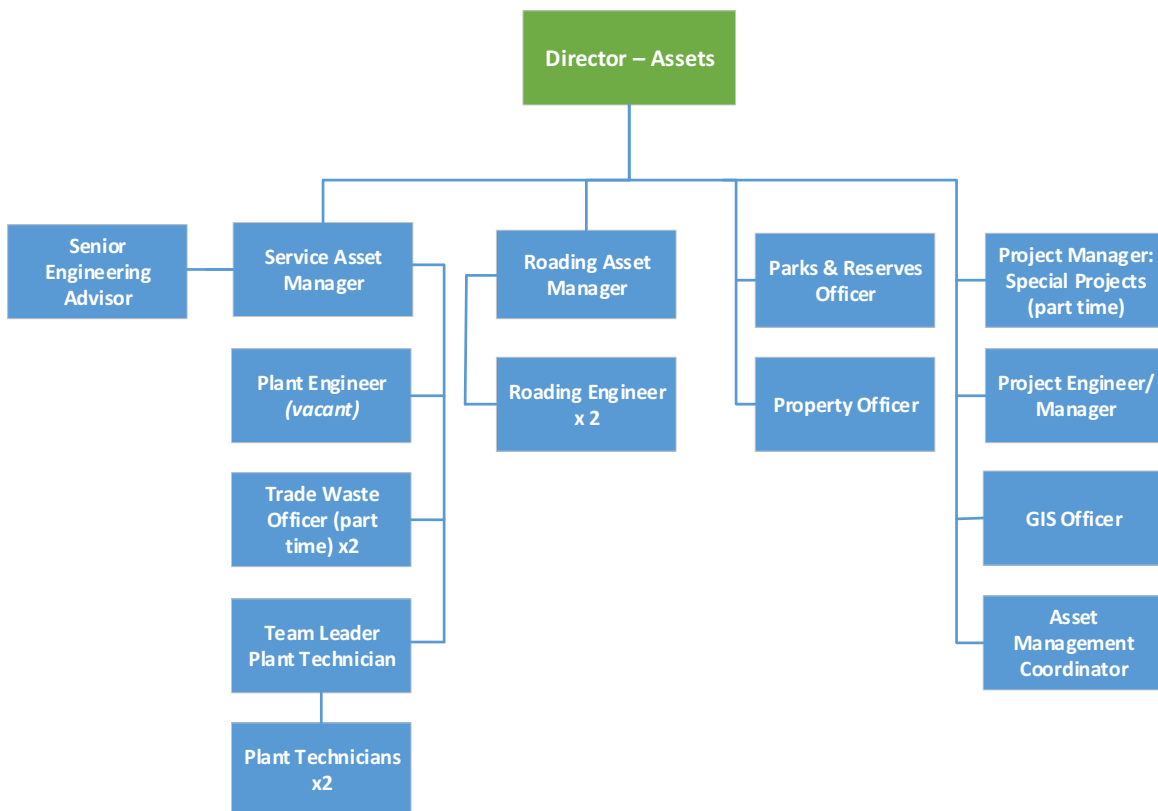 Director – Assets
Senior
Engineering
Advisor
Service Asset
Manager
Roading Asset
Manager
Parks & Reserves
Officer
Project Manager:
Special Projects
(part time)
Plant Engineer
(vacant)
Roading Engineer
x 2
Property Officer
Project Engineer/
Manager
Trade Waste
Officer (part
time) x2
GIS Officer
Team Leader
Plant Technician
Asset
Management
Coordinator
Plant Technicians
x2